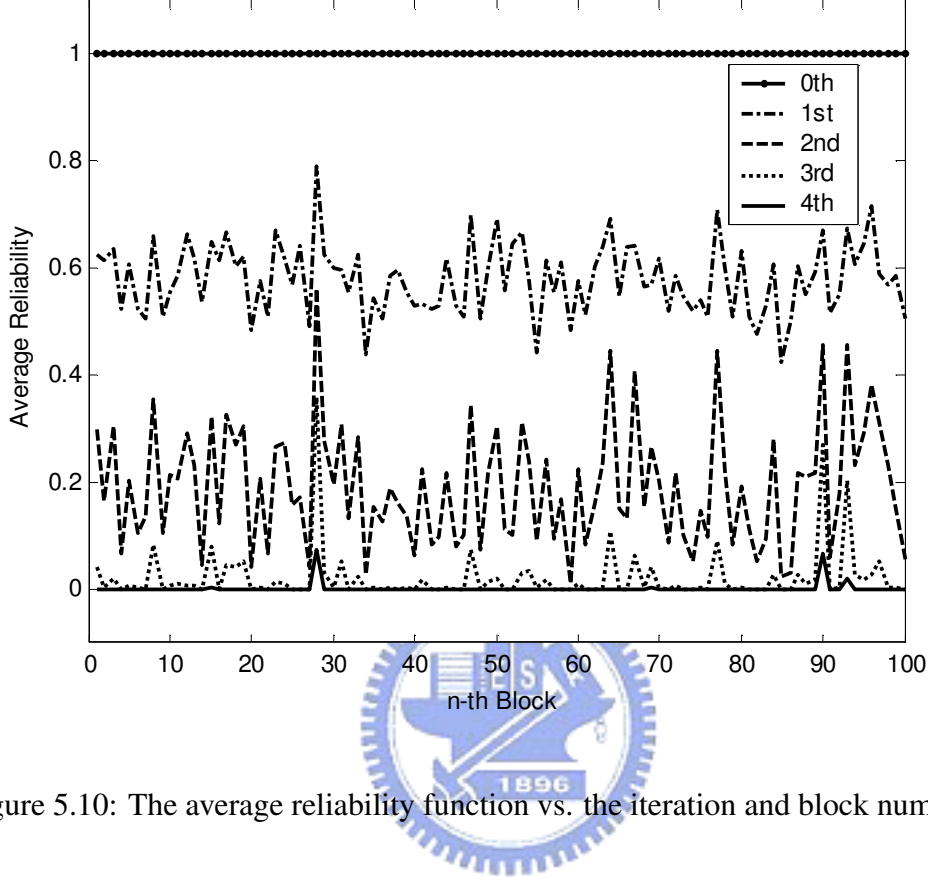 1
0.8
0.6
0.4
0.2
0
Average Reliability
0th
1st
2nd
3rd
4th
0 10 20 30 40 50 60 70 80 90 100
n-th Block
E S
1896
gure 5.10: The average reliability function vs. the iteration and block num